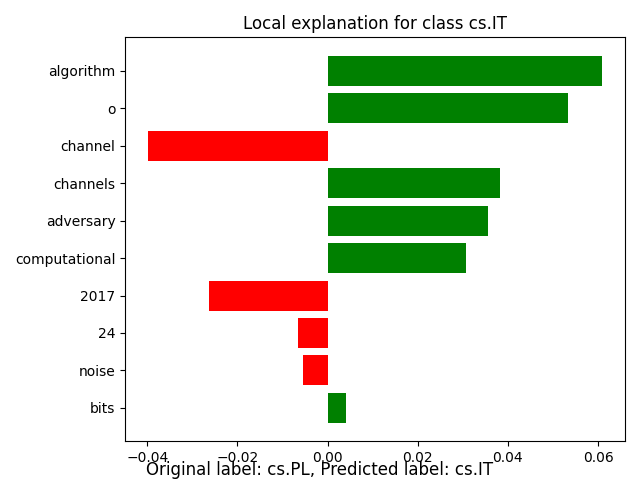 Local explanation for class cs.IT
algorithm
o
channel
channels
adversary
computational
2017
24
noise
bits
−0.04 −0.02 0.00 0.02 0.04 0.06
Original label: cs.PL, Predicted label: cs.IT